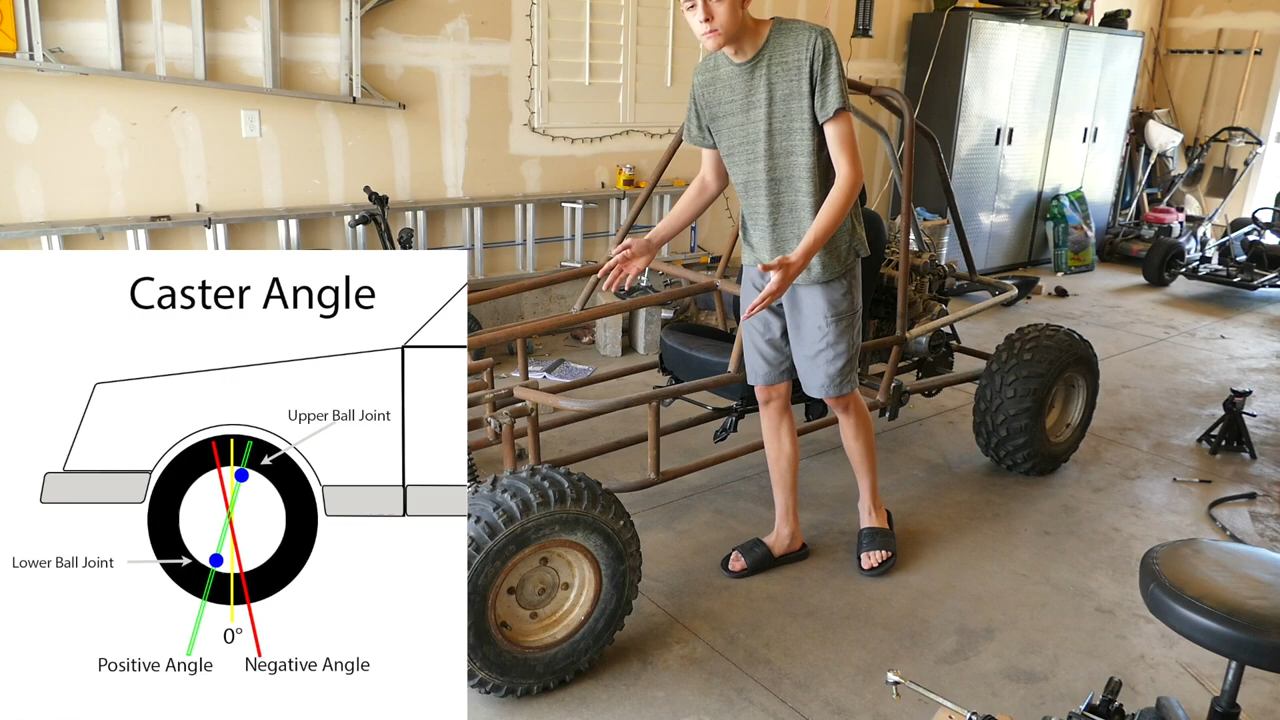 Caster Angle
Upper Ball Joint
Lower Ball Joint
0°
Positive Angle
Negative Angle